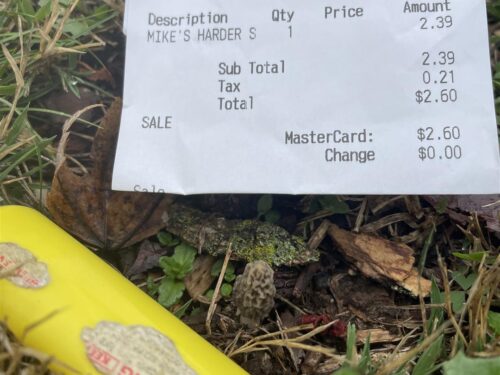 Description Qty Price Amount
MIKE'S HARDER S 1 2.39
Sub Total 2.39
Tax 0.21
Total $2.60
SALE
MasterCard: $2.60
Change $0.00
Sale